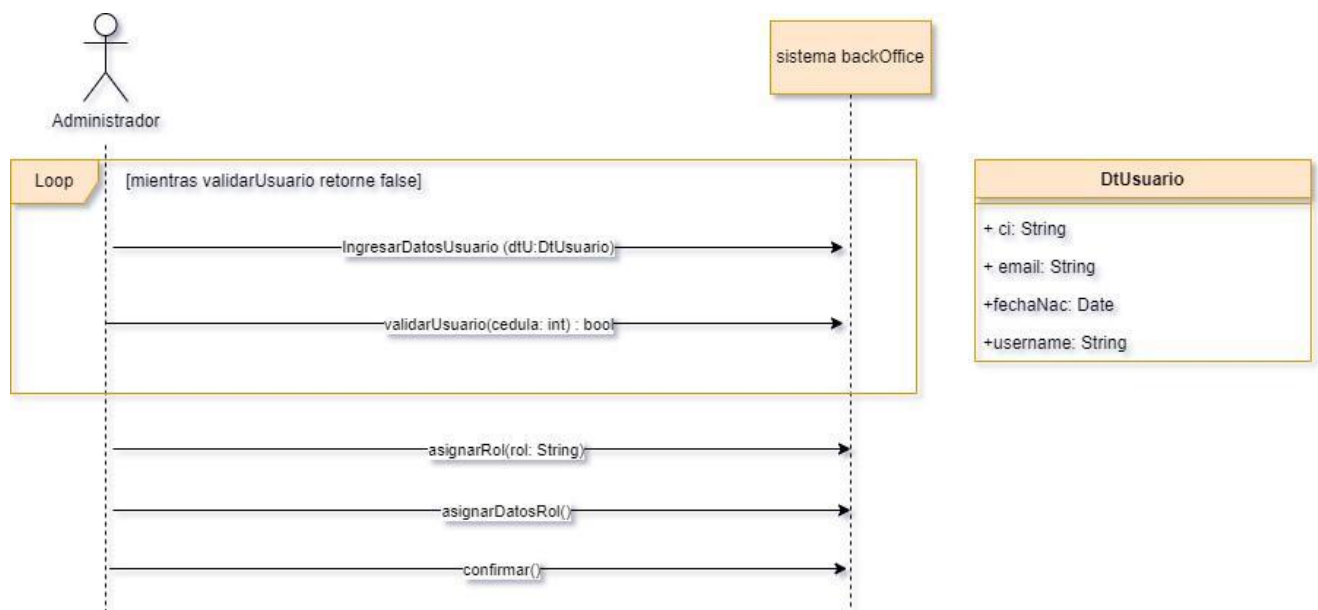 sistema backOffice
Administrador
Loop
[mientras validarUsuario retorne false]
IngresarDatosUsuario (dtU:DtUsuario)
validarUsuario(cedula: int) : bool
asignarRol(rol: String)
asignarDatosRol()
confirmar()
DtUsuario
+ ci: String
+ email: String
+fechaNac: Date
+username: String